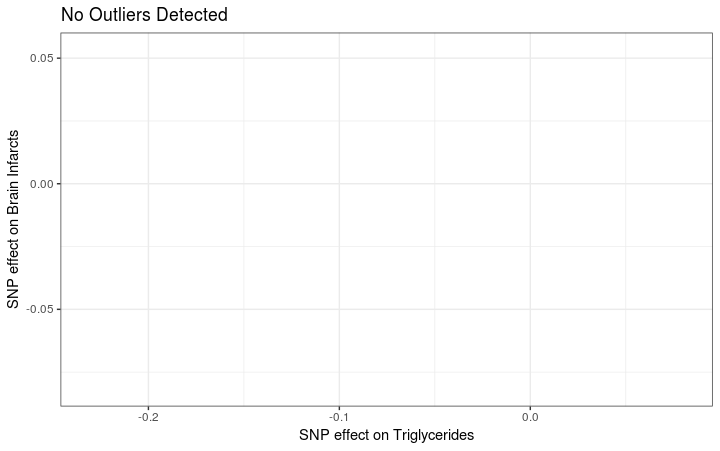 No Outliers Detected
SNP effect on Brain Infarcts
0.05
0.00
-0.05
-0.2
-0.1
0.0
SNP effect on Triglycerides